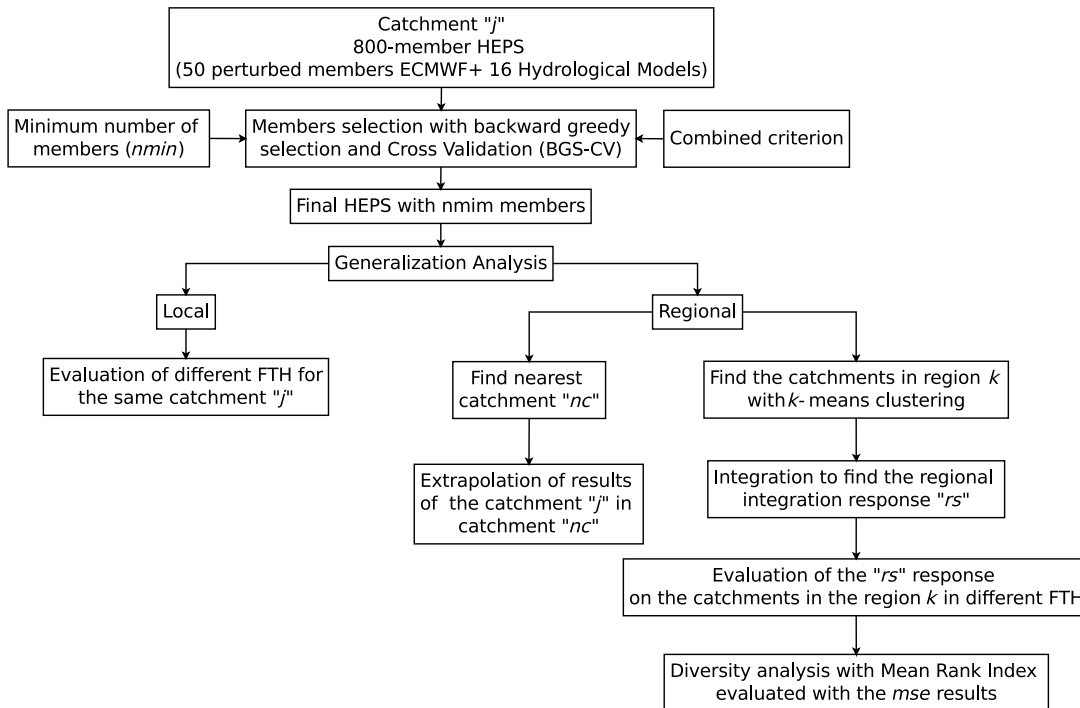 Catchment "j"
800-member HEPS
(50 perturbed members ECMWF+ 16 Hydrological Models)
Minimum number of
members (nmin)
Members selection with backward greedy
selection and Cross Validation (BGS-CV)
Combined criterion
Final HEPS with nmim members
Generalization Analysis
Local
Regional
Evaluation of different FTH for
the same catchment "j"
Find nearest
catchment "nc"
Find the catchments in region k
with k- means clustering
Extrapolation of results
of the catchment "j" in
catchment "nc"
Integration to find the regional
integration response "rs"
Evaluation of the "rs" response
on the catchments in the region k in different FTH
Diversity analysis with Mean Rank Index
evaluated with the mse results